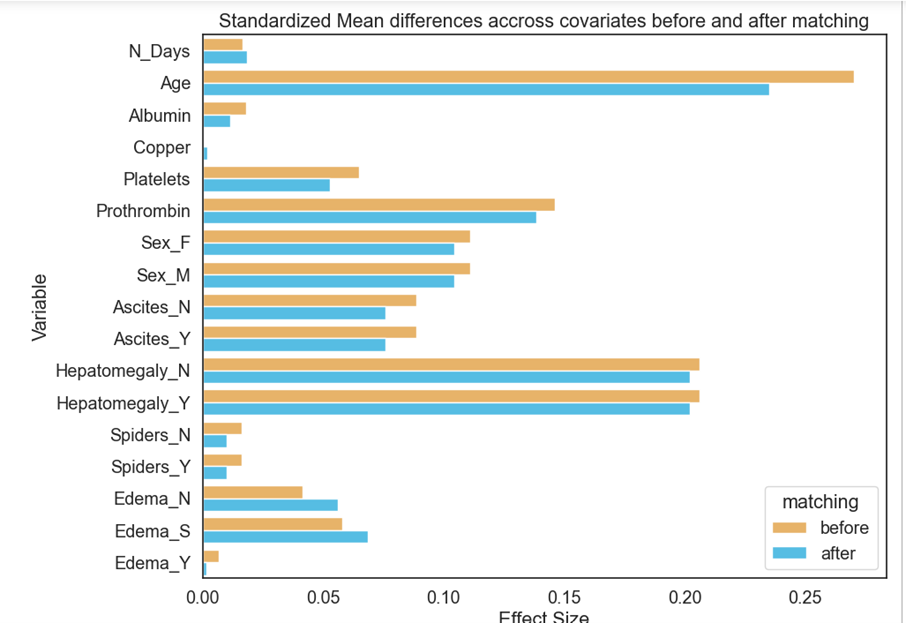 Standardized Mean differences accross covariates before and after matching
Variable
N_Days
Age
Albumin
Copper
Platelets
Prothrombin
Sex_F
Sex_M
Ascites_N
Ascites_Y
Hepatomegaly_N
Hepatomegaly_Y
Spiders_N
Spiders_Y
Edema_N
Edema_S
Edema_Y
matching
before
after
0.00 0.05 0.10 0.15 0.20 0.25
Effect Size